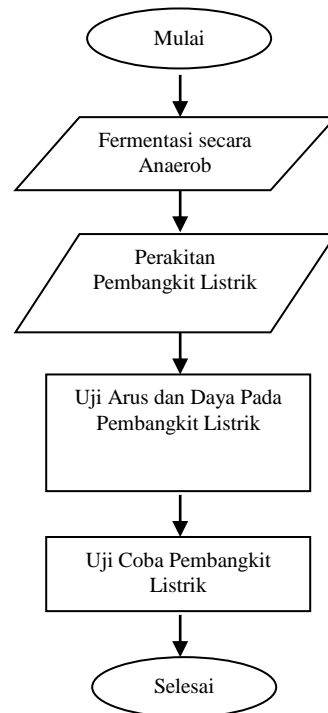 Mulai
Fermentasi secara
Anaerob
Perakitan
Pembangkit Listrik
Uji Arus dan Daya Pada
Pembangkit Listrik
Uji Coba Pembangkit
Listrik
Selesai